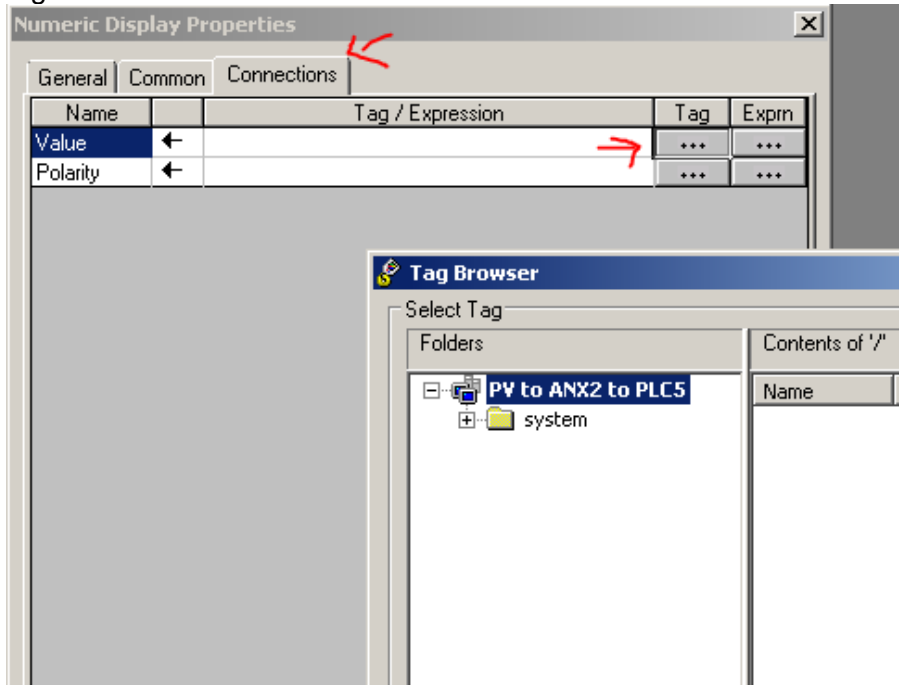 Numeric Display Properties
General Common Connections
Name Tag / Expression Tag Exprn
Value ... ...
Polarity ... ...
Tag Browser
Select Tag
Folders Contents of '/'
PV to ANX2 to PLC5 Name
system